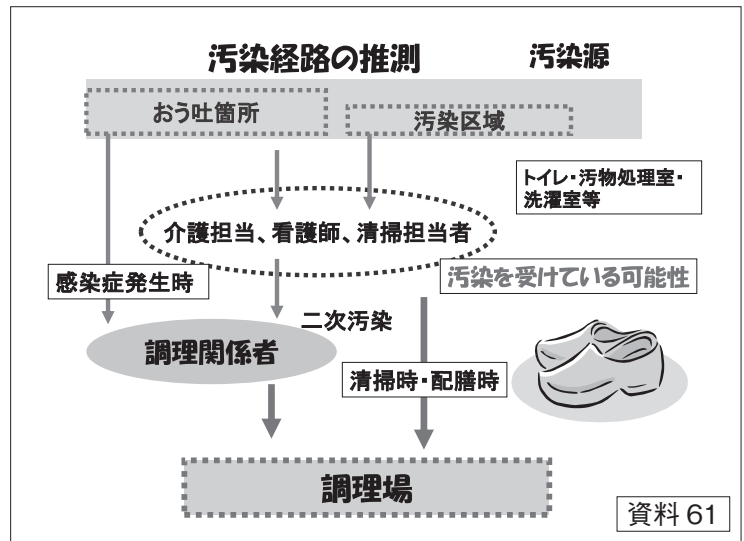 汚染経路の推測
汚染源
おう吐箇所
汚染区域
トイレ・汚物処理室・
洗濯室等
介護担当、看護師、清掃担当者
汚染を受けている可能性
感染症発生時
二次汚染
調理関係者
清掃時・配膳時
調理場
資料 61